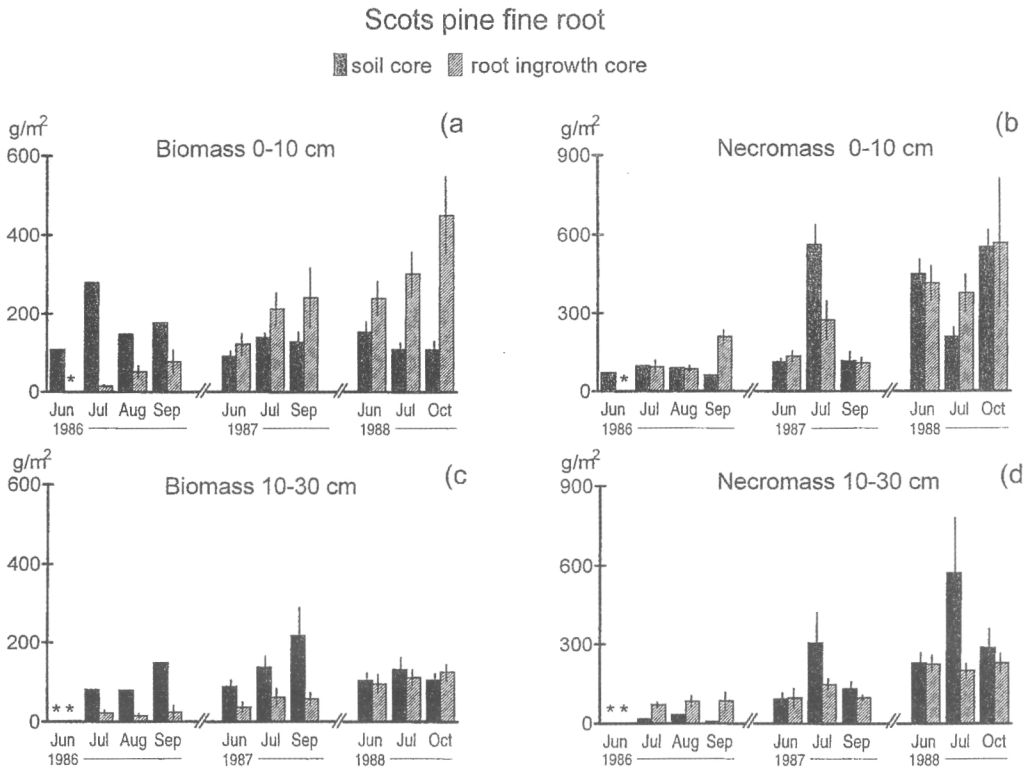 Scots pine fine root
soil core root ingrowth core
g/m² (a
Biomass 0-10 cm
600
400
200
0
*
Jun Jul Aug Sep Jun Jul Sep Jun Jul Oct
1986 1987 1988
g/m² (b
Necromass 0-10 cm
900
600
300
0
*
Jun Jul Aug Sep Jun Jul Sep Jun Jul Oct
1986 1987 1988
g/m² (c
Biomass 10-30 cm
600
400
200
0
* *
Jun Jul Aug Sep Jun Jul Sep Jun Jul Oct
1986 1987 1988
g/m² (d
Necromass 10-30 cm
900
600
300
0
* *
Jun Jul Aug Sep Jun Jul Sep Jun Jul Oct
1986 1987 1988